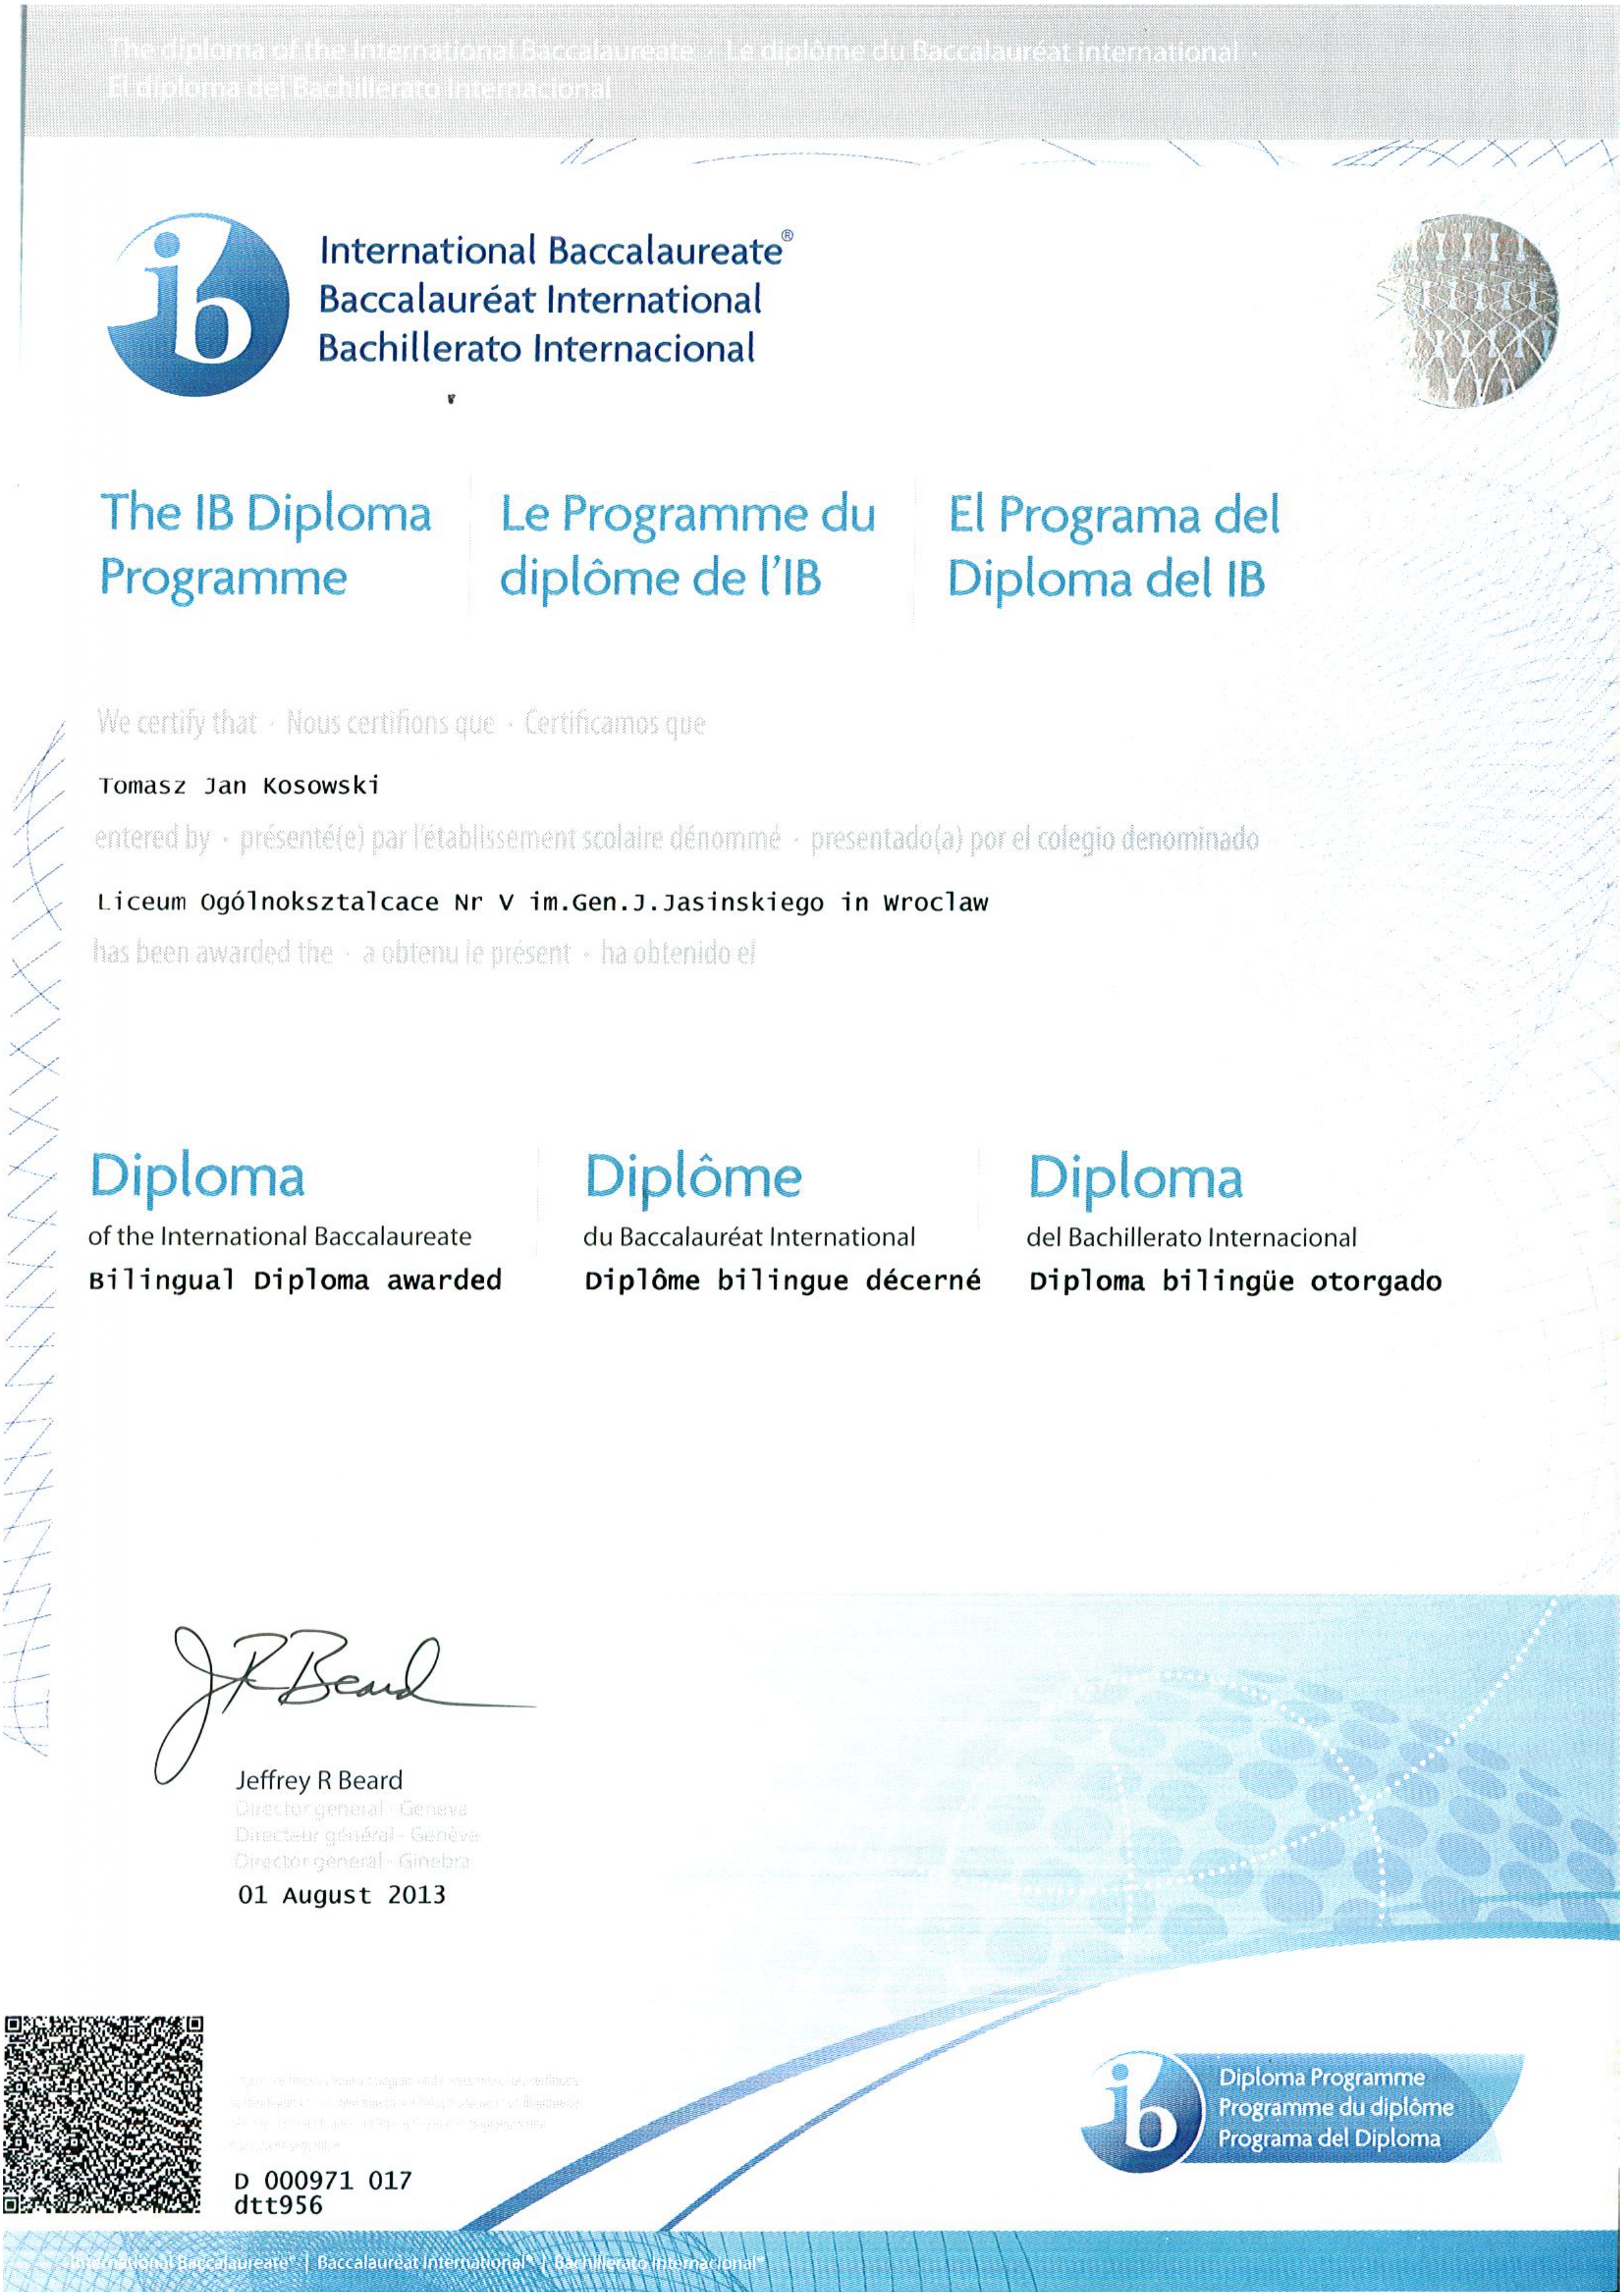 The diploma of the International Baccalaureate · Le diplôme du Baccalauréat international ·
El diploma del Bachillerato Internacional
ib
International Baccalaureate®
Baccalauréat International
Bachillerato Internacional
The IB Diploma Programme
Le Programme du diplôme de l'IB
El Programa del Diploma del IB
We certify that · Nous certifions que · Certificamos que
Tomasz Jan Kosowski
entered by · présenté(e) par l'établissement scolaire dénommé · presentado(a) por el colegio denominado
Liceum Ogólnoksztalcace Nr V im.Gen.J.Jasinskiego in Wroclaw
has been awarded the · a obtenu le présent · ha obtenido el
Diploma
of the International Baccalaureate
Bilingual Diploma awarded
Diplôme
du Baccalauréat International
Diplôme bilingue décerné
Diploma
del Bachillerato Internacional
Diploma bilingüe otorgado
JR Beard
Jeffrey R Beard
Director general - Geneva
Directeur général - Genève
Director general - Ginebra
01 August 2013
D 000971 017
dtt956
ib
Diploma Programme
Programme du diplôme
Programa del Diploma
International Baccalaureate® | Baccalauréat International® | Bachillerato Internacional®